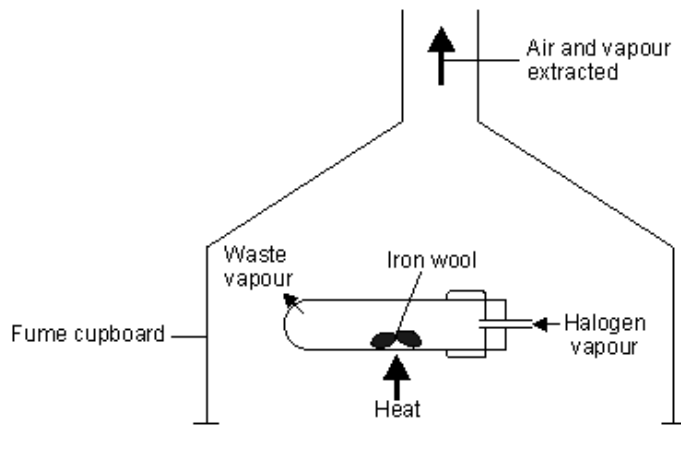 Air and vapour
extracted
Waste
vapour
Iron wool
Fume cupboard
Halogen
vapour
Heat